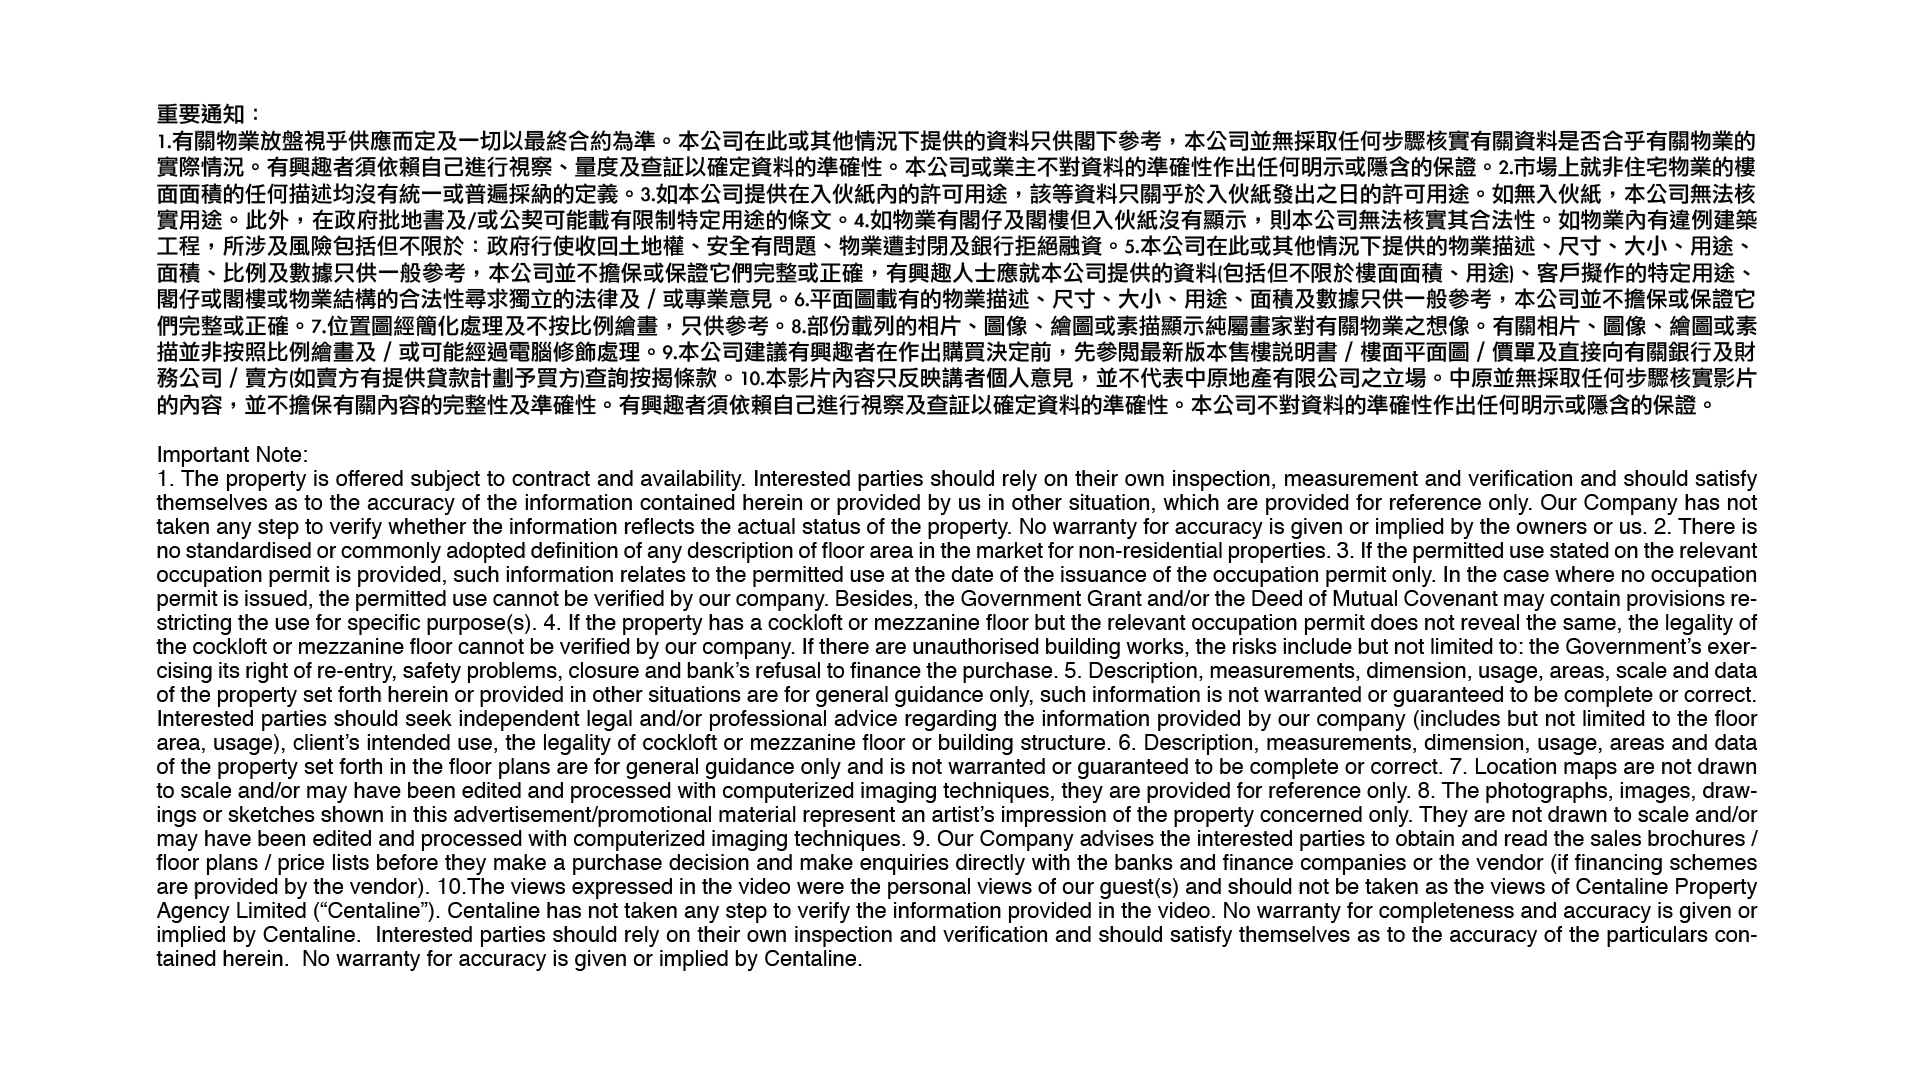 重要通知：
1.有關物業放盤視乎供應而定及一切以最終合約為準。本公司在此或其他情況下提供的資料只供閣下參考，本公司並無採取任何步驟核實有關資料是否合乎有關物業的
實際情況。有興趣者須依賴自己進行視察、量度及查証以確定資料的準確性。本公司或業主不對資料的準確性作出任何明示或隱含的保證。2.市場上就非住宅物業的樓
面面積的任何描述均沒有統一或普遍採納的定義。3.如本公司提供在入伙紙內的許可用途，該等資料只關乎於入伙紙發出之日的許可用途。如無入伙紙，本公司無法核
實用途。此外，在政府批地書及/或公契可能載有限制特定用途的條文。4.如物業有閣仔及閣樓但入伙紙沒有顯示，則本公司無法核實其合法性。如物業內有違例建築
工程，所涉及風險包括但不限於：政府行使收回土地權、安全有問題、物業遭封閉及銀行拒絕融資。5.本公司在此或其他情況下提供的物業描述、尺寸、大小、用途、
面積、比例及數據只供一般參考，本公司並不擔保或保證它們完整或正確，有興趣人士應就本公司提供的資料(包括但不限於樓面面積、用途)、客戶擬作的特定用途、
閣仔或閣樓或物業結構的合法性尋求獨立的法律及 / 或專業意見。6.平面圖載有的物業描述、尺寸、大小、用途、面積及數據只供一般參考，本公司並不擔保或保證它
們完整或正確。7.位置圖經簡化處理及不按比例繪畫，只供參考。8.部份載列的相片、圖像、繪圖或素描顯示純屬畫家對有關物業之想像。有關相片、圖像、繪圖或素
描並非按照比例繪畫及 / 或可能經過電腦修飾處理。9.本公司建議有興趣者在作出購買決定前，先參閱最新版本售樓説明書 / 樓面平面圖 / 價單及直接向有關銀行及財
務公司 / 賣方(如賣方有提供貸款計劃予買方)查詢按揭條款。10.本影片內容只反映講者個人意見，並不代表中原地產有限公司之立場。中原並無採取任何步驟核實影片
的內容，並不擔保有關內容的完整性及準確性。有興趣者須依賴自己進行視察及查証以確定資料的準確性。本公司不對資料的準確性作出任何明示或隱含的保證。
Important Note:
1. The property is offered subject to contract and availability. Interested parties should rely on their own inspection, measurement and verification and should satisfy
themselves as to the accuracy of the information contained herein or provided by us in other situation, which are provided for reference only. Our Company has not
taken any step to verify whether the information reflects the actual status of the property. No warranty for accuracy is given or implied by the owners or us. 2. There is
no standardised or commonly adopted definition of any description of floor area in the market for non-residential properties. 3. If the permitted use stated on the relevant
occupation permit is provided, such information relates to the permitted use at the date of the issuance of the occupation permit only. In the case where no occupation
permit is issued, the permitted use cannot be verified by our company. Besides, the Government Grant and/or the Deed of Mutual Covenant may contain provisions re-
stricting the use for specific purpose(s). 4. If the property has a cockloft or mezzanine floor but the relevant occupation permit does not reveal the same, the legality of
the cockloft or mezzanine floor cannot be verified by our company. If there are unauthorised building works, the risks include but not limited to: the Government’s exer-
cising its right of re-entry, safety problems, closure and bank’s refusal to finance the purchase. 5. Description, measurements, dimension, usage, areas, scale and data
of the property set forth herein or provided in other situations are for general guidance only, such information is not warranted or guaranteed to be complete or correct.
Interested parties should seek independent legal and/or professional advice regarding the information provided by our company (includes but not limited to the floor
area, usage), client’s intended use, the legality of cockloft or mezzanine floor or building structure. 6. Description, measurements, dimension, usage, areas and data
of the property set forth in the floor plans are for general guidance only and is not warranted or guaranteed to be complete or correct. 7. Location maps are not drawn
to scale and/or may have been edited and processed with computerized imaging techniques, they are provided for reference only. 8. The photographs, images, draw-
ings or sketches shown in this advertisement/promotional material represent an artist’s impression of the property concerned only. They are not drawn to scale and/or
may have been edited and processed with computerized imaging techniques. 9. Our Company advises the interested parties to obtain and read the sales brochures /
floor plans / price lists before they make a purchase decision and make enquiries directly with the banks and finance companies or the vendor (if financing schemes
are provided by the vendor). 10.The views expressed in the video were the personal views of our guest(s) and should not be taken as the views of Centaline Property
Agency Limited (“Centaline”). Centaline has not taken any step to verify the information provided in the video. No warranty for completeness and accuracy is given or
implied by Centaline.  Interested parties should rely on their own inspection and verification and should satisfy themselves as to the accuracy of the particulars con-
tained herein.  No warranty for accuracy is given or implied by Centaline.